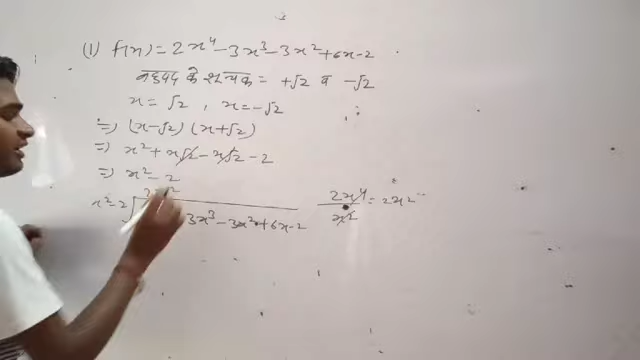 (1) f(x) = 2x⁴ - 3x³ - 3x² + 6x - 2
बहुपद के शून्यक = +√2 व -√2
x = √2 , x = -√2
⇒ (x-√2) (x+√2)
⇒ x² + x√2 - x√2 - 2
⇒ x² - 2
x² - 2 3x³ - 3x² + 6x - 2
2x⁴ / x² = 2x²